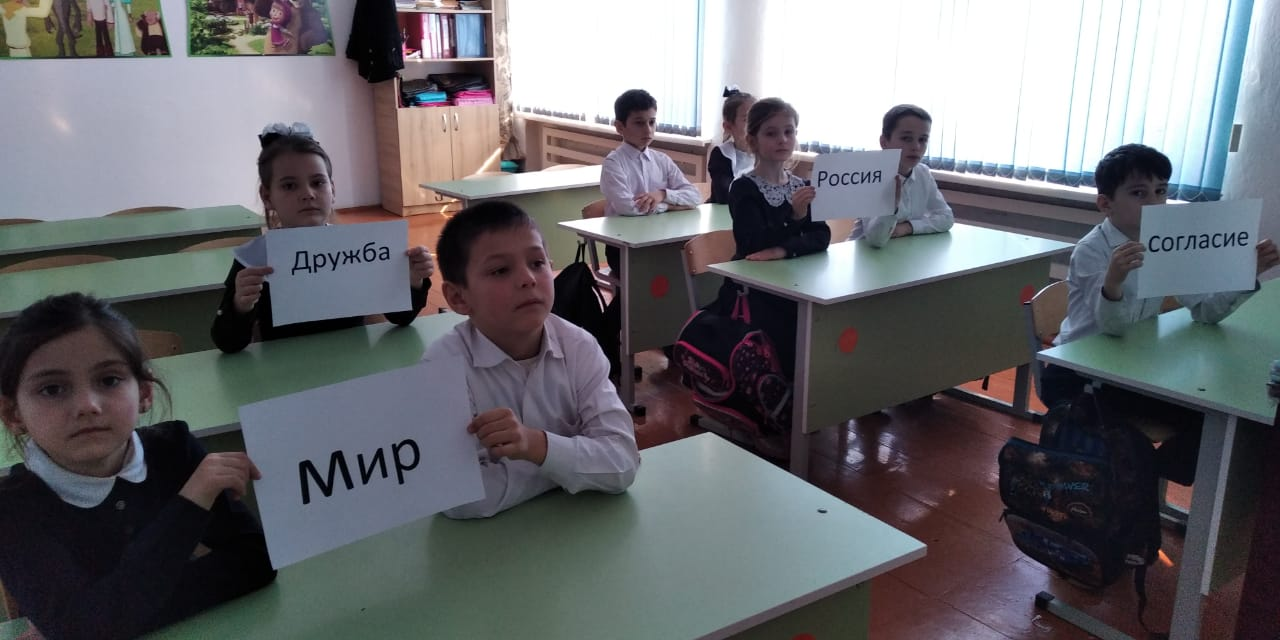 Россия
согласие
Дружба
Мир